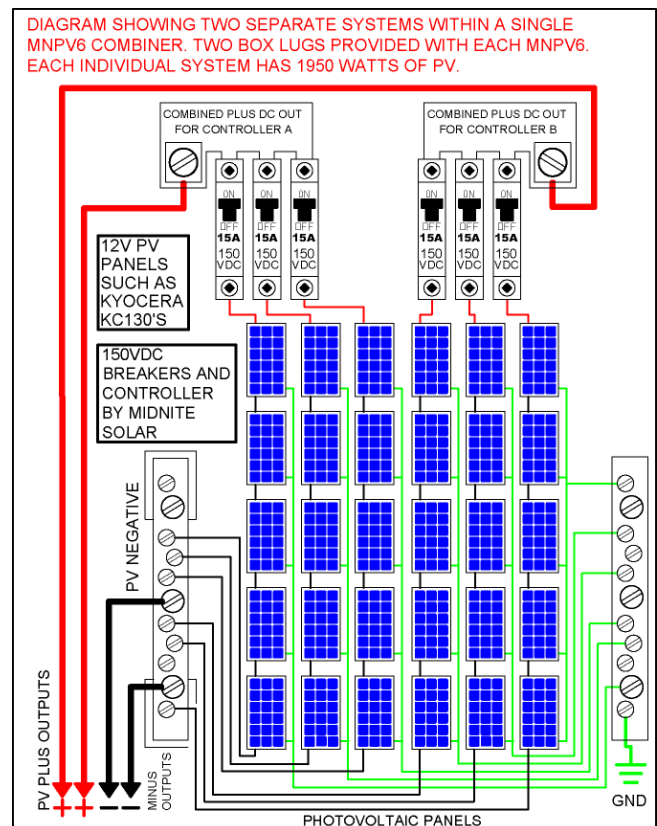 DIAGRAM SHOWING TWO SEPARATE SYSTEMS WITHIN A SINGLE
MNPV6 COMBINER. TWO BOX LUGS PROVIDED WITH EACH MNPV6.
EACH INDIVIDUAL SYSTEM HAS 1950 WATTS OF PV.
COMBINED PLUS DC OUT
FOR CONTROLLER A
COMBINED PLUS DC OUT
FOR CONTROLLER B
ON
OFF
15A
150
VDC
ON
OFF
15A
150
VDC
ON
OFF
15A
150
VDC
ON
OFF
15A
150
VDC
ON
OFF
15A
150
VDC
ON
OFF
15A
150
VDC
12V PV
PANELS
SUCH AS
KYOCERA
KC130'S
150VDC
BREAKERS AND
CONTROLLER
BY MIDNITE
SOLAR
PV NEGATIVE
PV PLUS OUTPUTS
MINUS
OUTPUTS
+ + − −
GND
PHOTOVOLTAIC PANELS